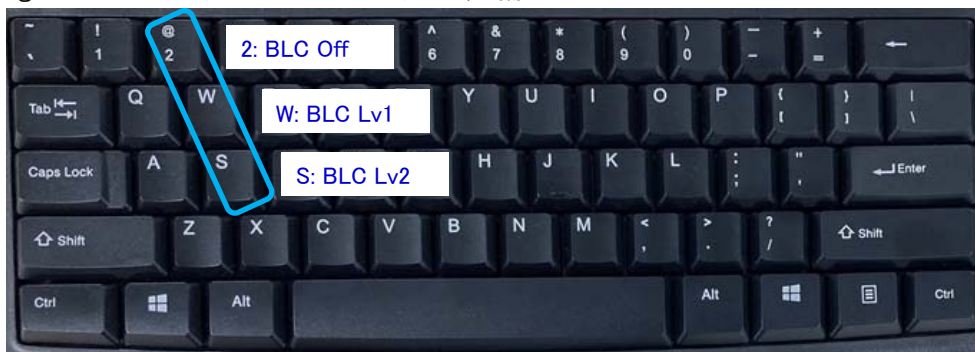 ~ ! @ ^ & * ( ) — +
` 1 2 2: BLC Off 6 7 8 9 0 - =
Tab Q W W: BLC Lv1 Y U I O P { [ } ] | \
Caps Lock A S S: BLC Lv2 H J K L : ; " ' Enter
Shift Z X C V B N M < , > . ? / Shift
Ctrl Alt Alt Ctrl